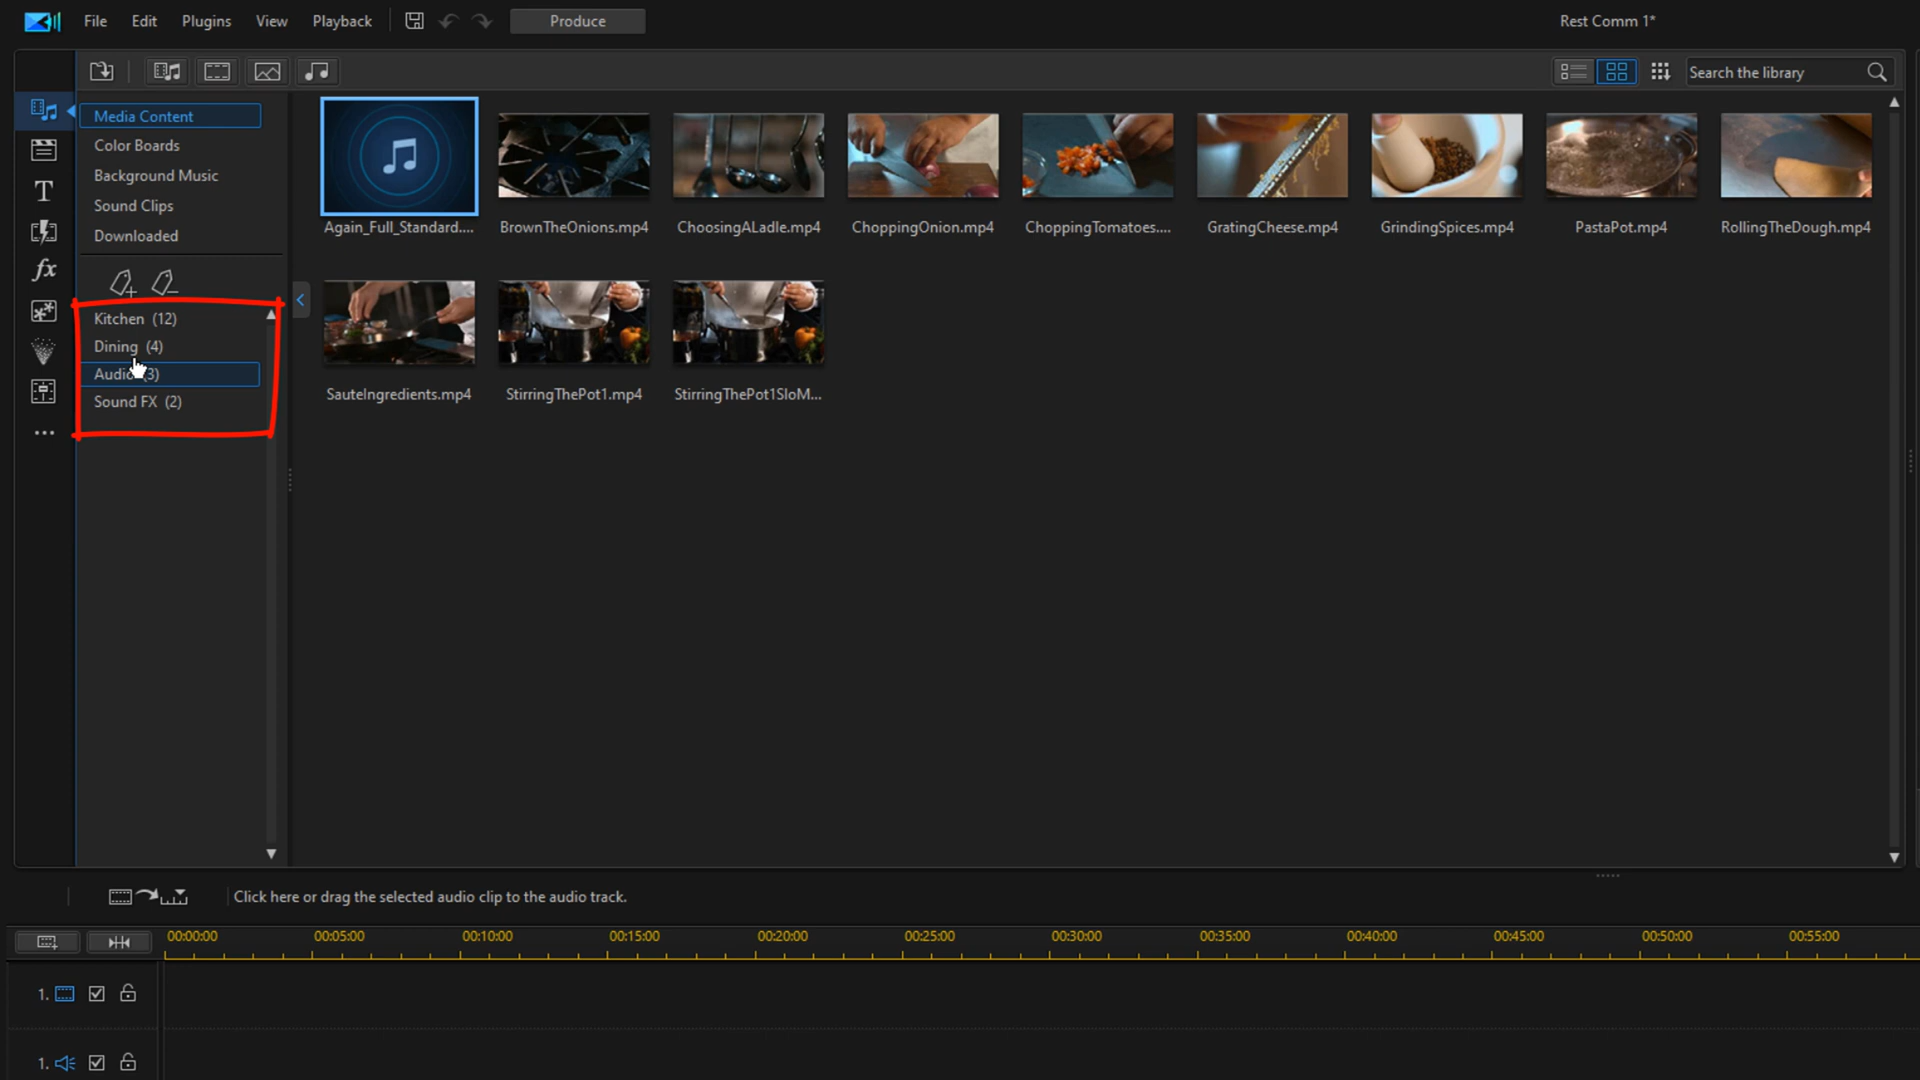 File Edit Plugins View Playback Produce Rest Comm 1*
Search the library
Media Content
Color Boards
Background Music
Sound Clips
Downloaded
Kitchen (12)
Dining (4)
Audio (3)
Sound FX (2)
Again_Full_Standard.... BrownTheOnions.mp4 ChoosingALadle.mp4 ChoppingOnion.mp4 ChoppingTomatoes.... GratingCheese.mp4 GrindingSpices.mp4 PastaPot.mp4 RollingTheDough.mp4
SauteIngredients.mp4 StirringThePot1.mp4 StirringThePot1SloM...
Click here or drag the selected audio clip to the audio track.
00:00:00 00:05:00 00:10:00 00:15:00 00:20:00 00:25:00 00:30:00 00:35:00 00:40:00 00:45:00 00:50:00 00:55:00
1.
1.